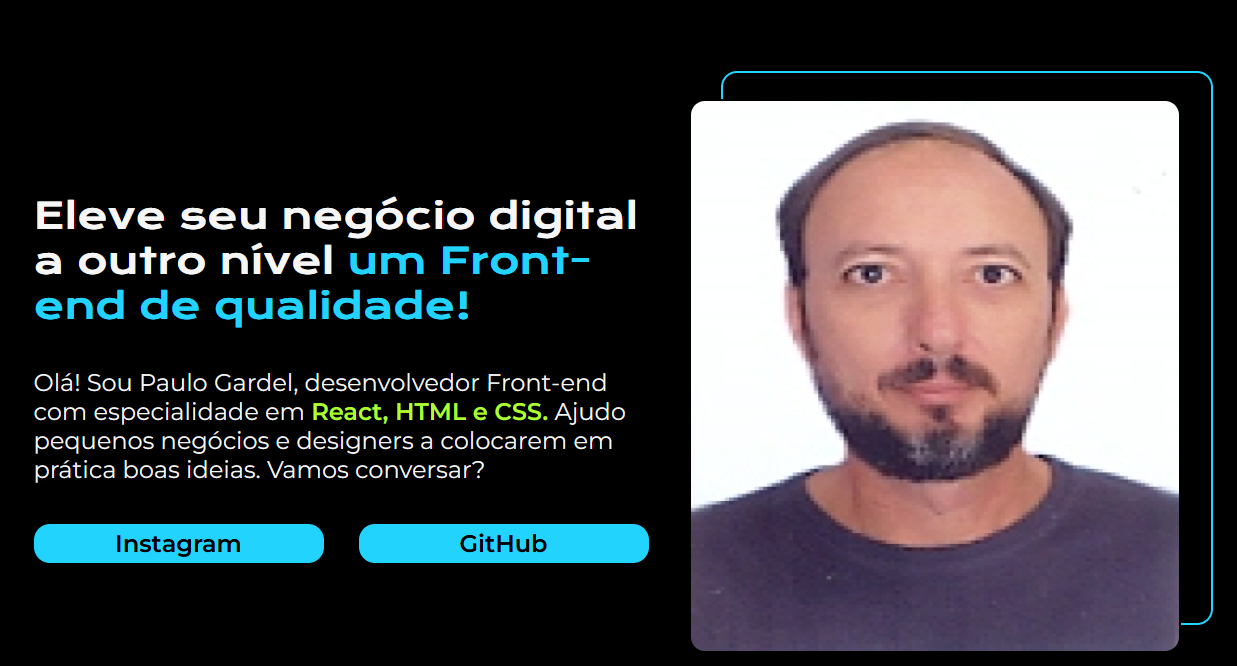 Eleve seu negócio digital
a outro nível um Front-
end de qualidade!
Olá! Sou Paulo Gardel, desenvolvedor Front-end
com especialidade em React, HTML e CSS. Ajudo
pequenos negócios e designers a colocarem em
prática boas ideias. Vamos conversar?
Instagram
GitHub